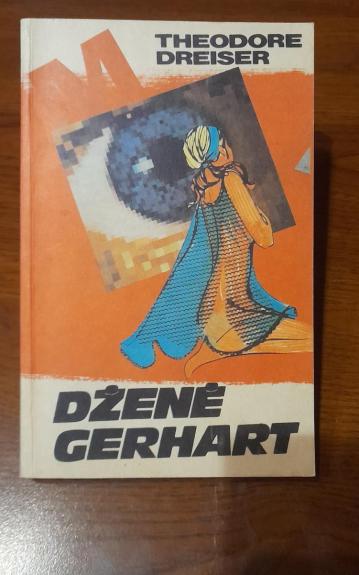 THEODORE
DREISER
DŽENĖ
GERHART